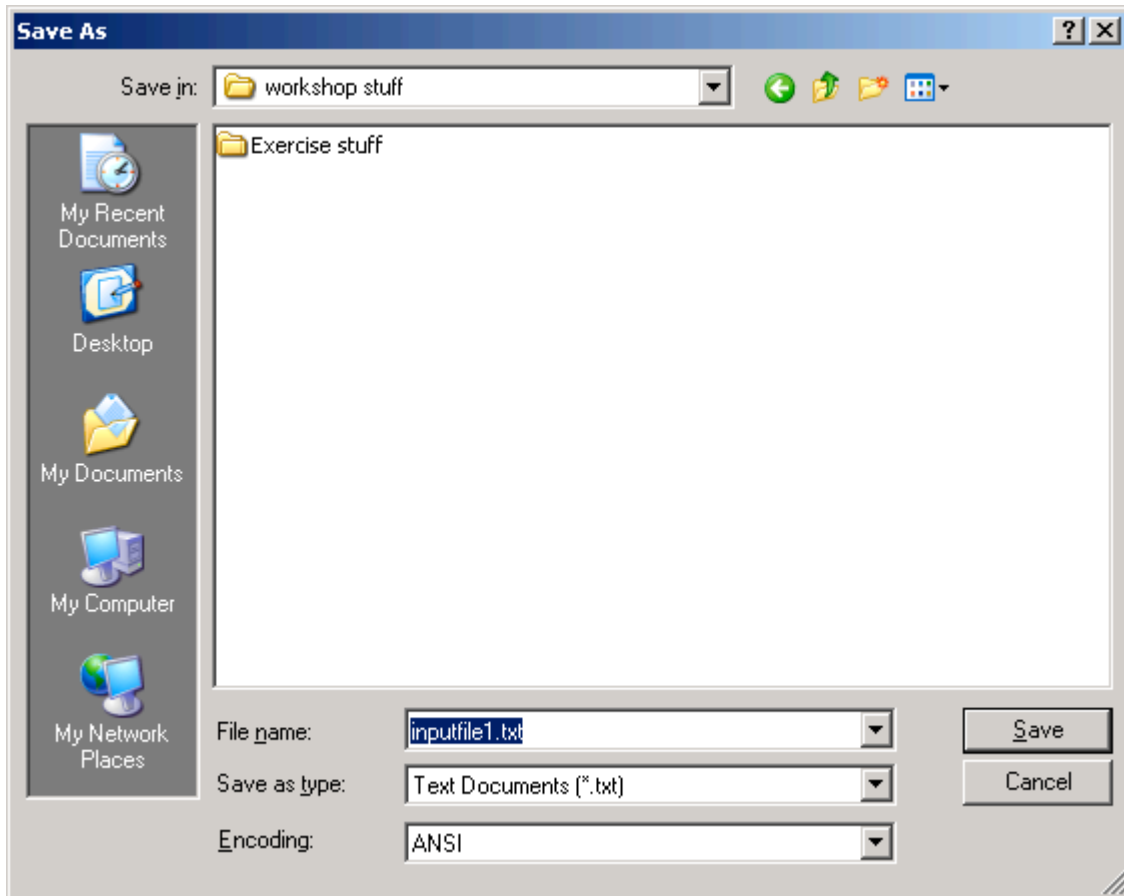 Save As
Save in:
workshop stuff
Exercise stuff
My Recent
Documents
Desktop
My Documents
My Computer
My Network
Places
File name:
inputfile1.txt
Save
Save as type:
Text Documents (*.txt)
Cancel
Encoding:
ANSI